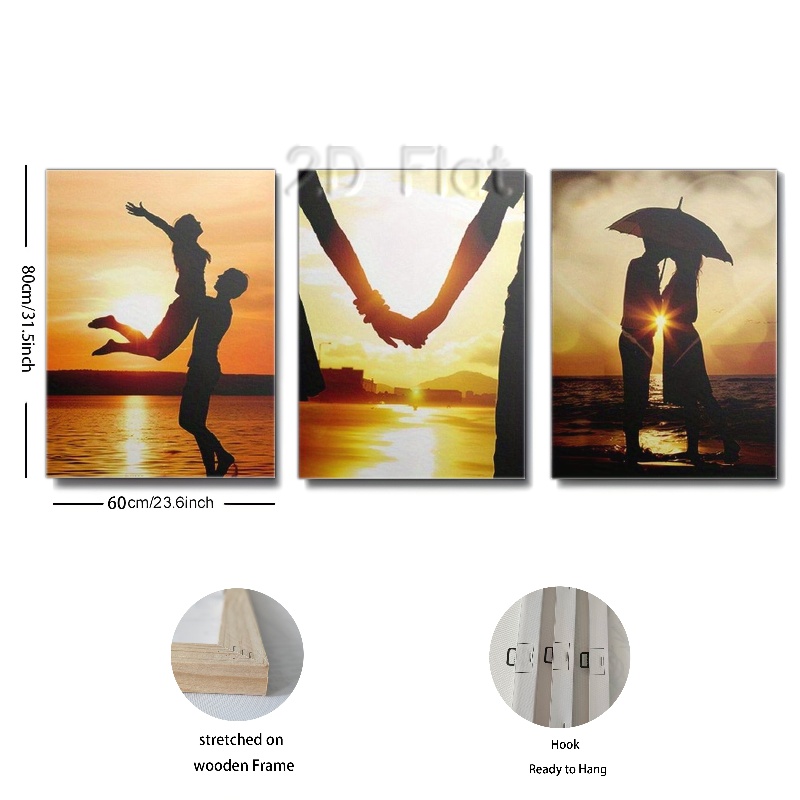 2D Flat
80cm/31.5inch
60cm/23.6inch
stretched on
wooden Frame
Hook
Ready to Hang